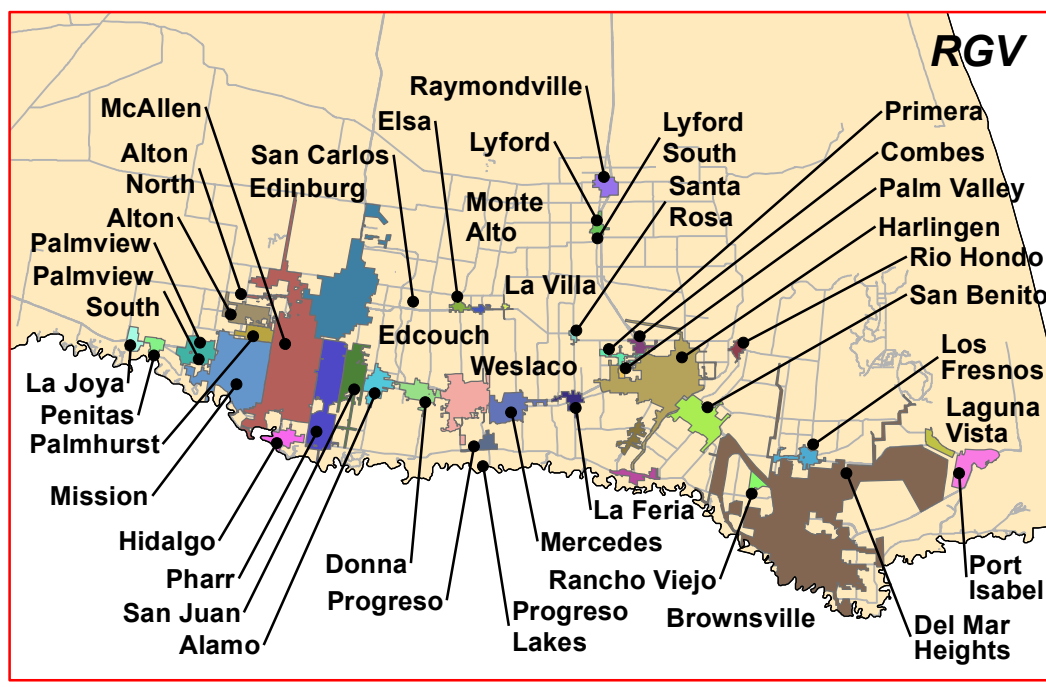 RGV
Raymondville
McAllen
Elsa
Primera
Lyford
Lyford
South
Combes
Alton
North
San Carlos
Edinburg
Santa
Rosa
Palm Valley
Monte
Alto
Alton
Harlingen
Palmview
Rio Hondo
Palmview
South
La Villa
San Benito
Edcouch
Los
Fresnos
Weslaco
La Joya
Penitas
Palmhurst
Laguna
Vista
Mission
La Feria
Hidalgo
Mercedes
Donna
Pharr
Rancho Viejo
Port
Isabel
Progreso
San Juan
Progreso
Lakes
Brownsville
Del Mar
Heights
Alamo